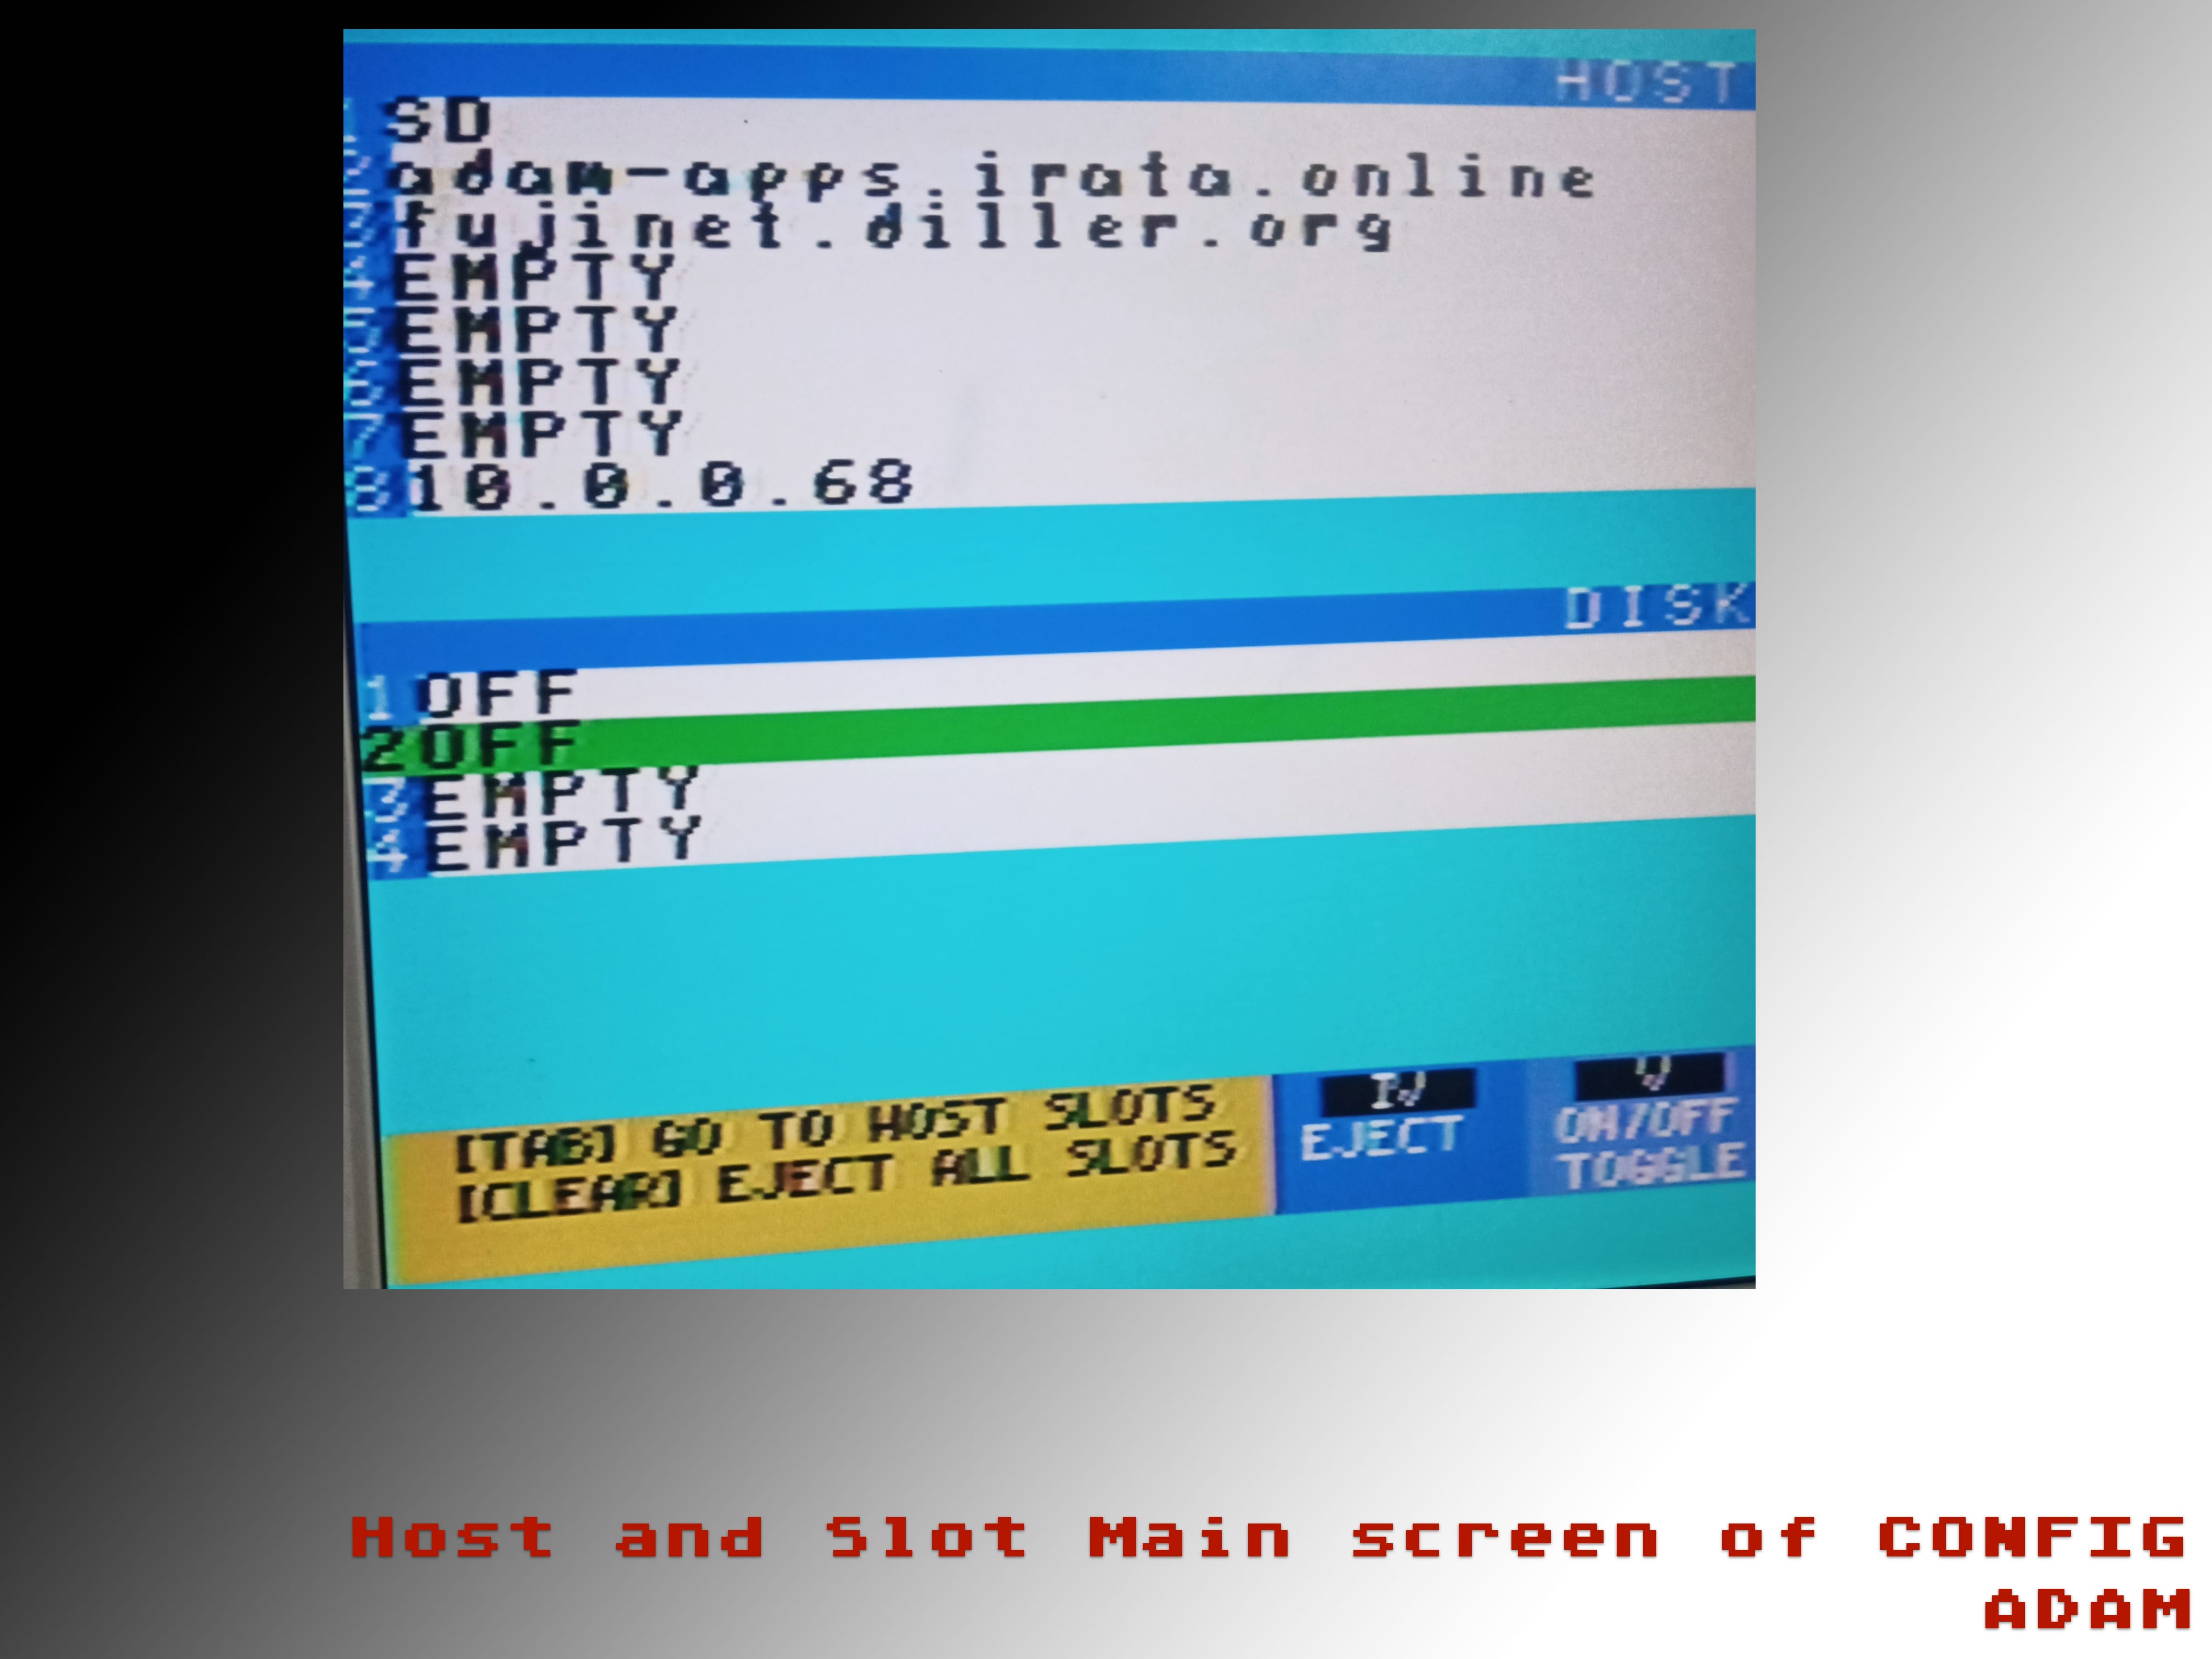 HOST
1 SD
2 adam-apps.irata.online
3 fujinet.diller.org
4 EMPTY
5 EMPTY
6 EMPTY
7 EMPTY
8 10.0.0.68
DISK
1 OFF
2 OFF
3 EMPTY
4 EMPTY
[TAB] GO TO HOST SLOTS
[CLEAR] EJECT ALL SLOTS
IV
EJECT
V
ON/OFF
TOGGLE
Host and Slot Main screen of CONFIG
ADAM